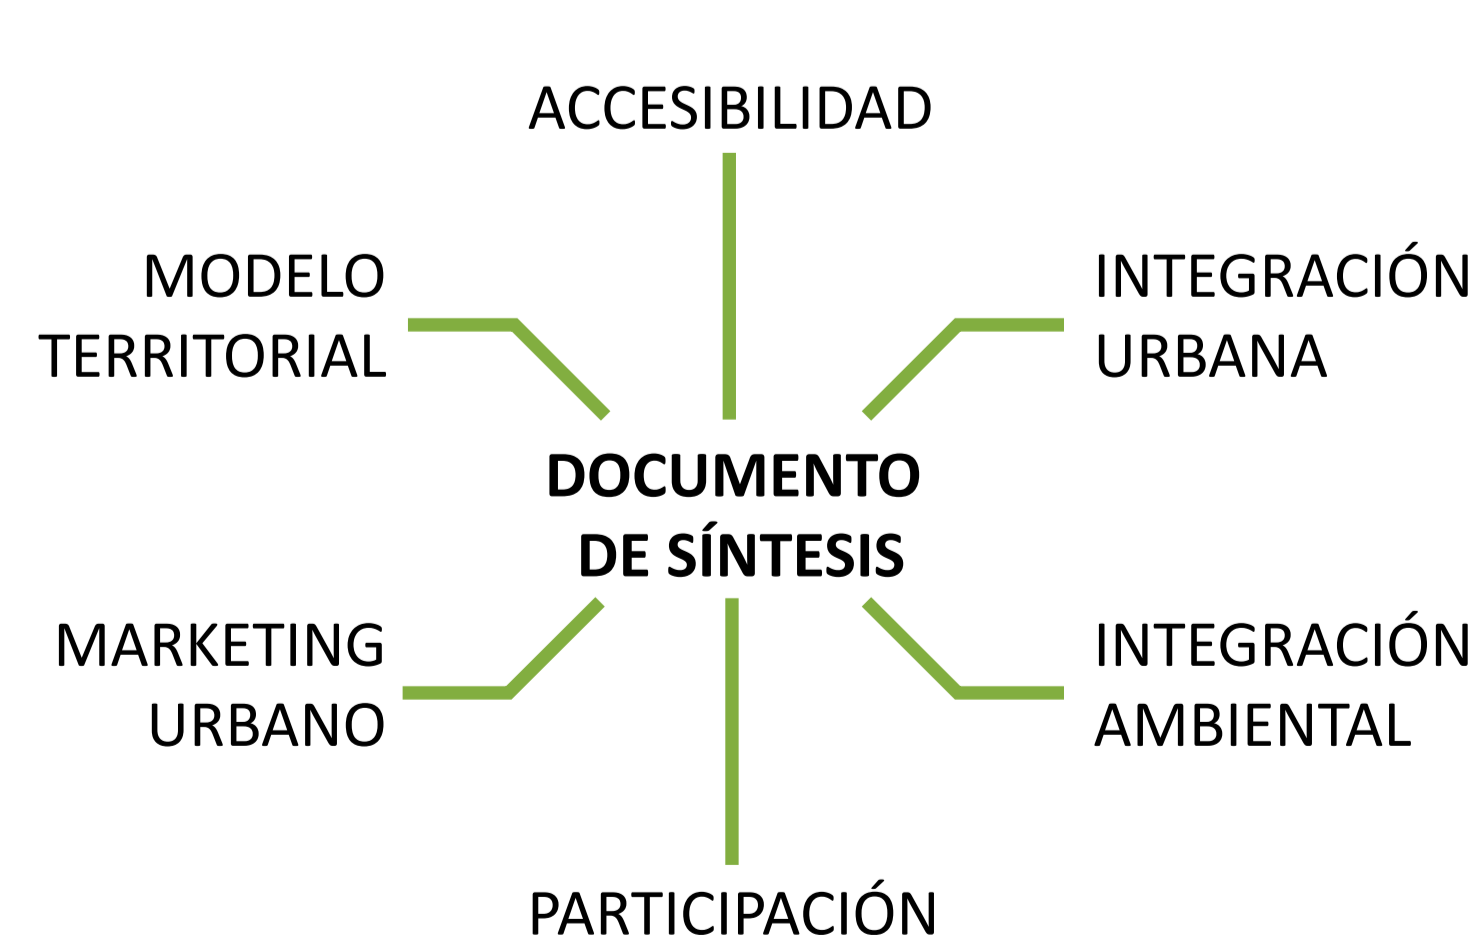 ACCESIBILIDAD
MODELO
TERRITORIAL
INTEGRACIÓN
URBANA
DOCUMENTO
DE SÍNTESIS
MARKETING
URBANO
INTEGRACIÓN
AMBIENTAL
PARTICIPACIÓN